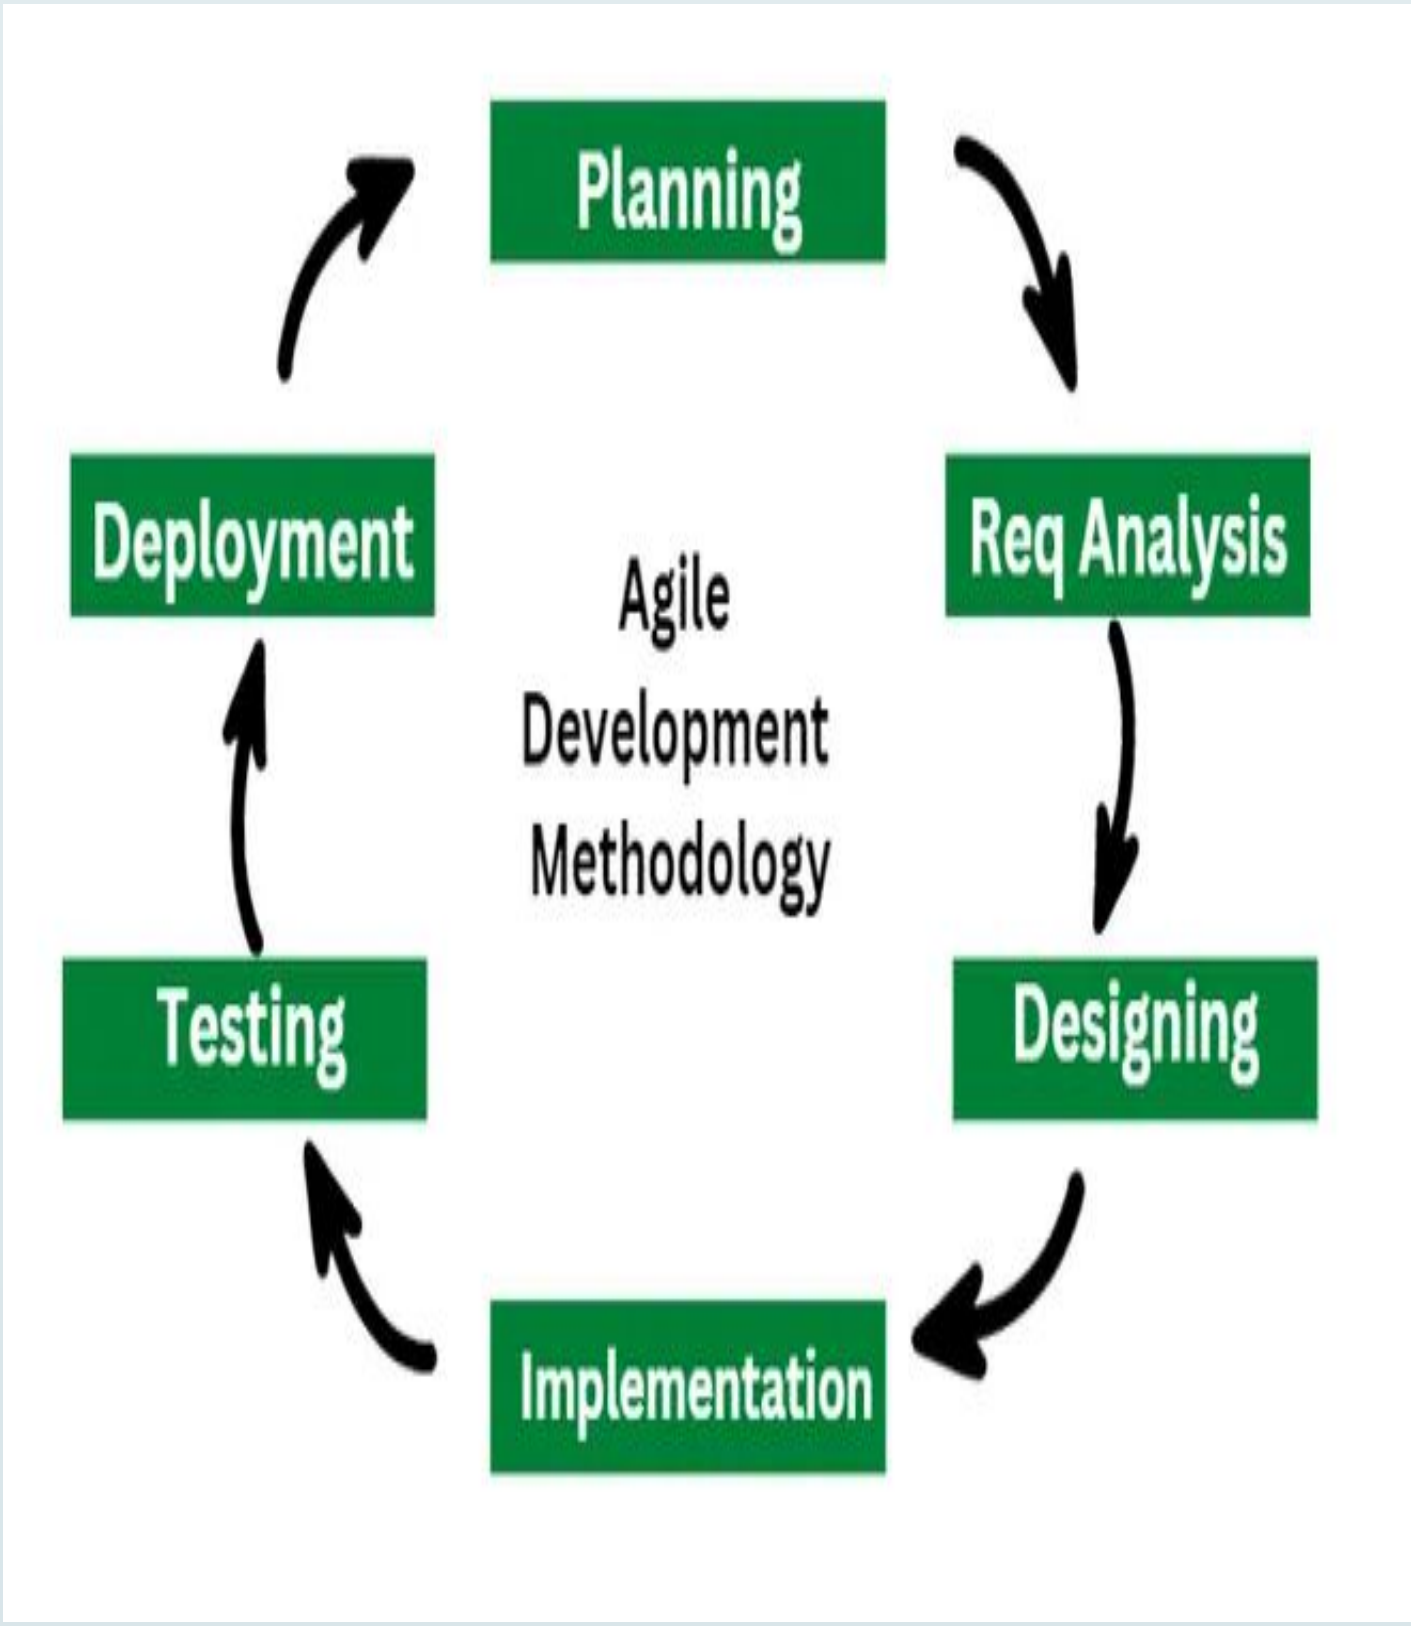 Planning
Deployment
Req Analysis
Agile
Development
Methodology
Testing
Designing
Implementation